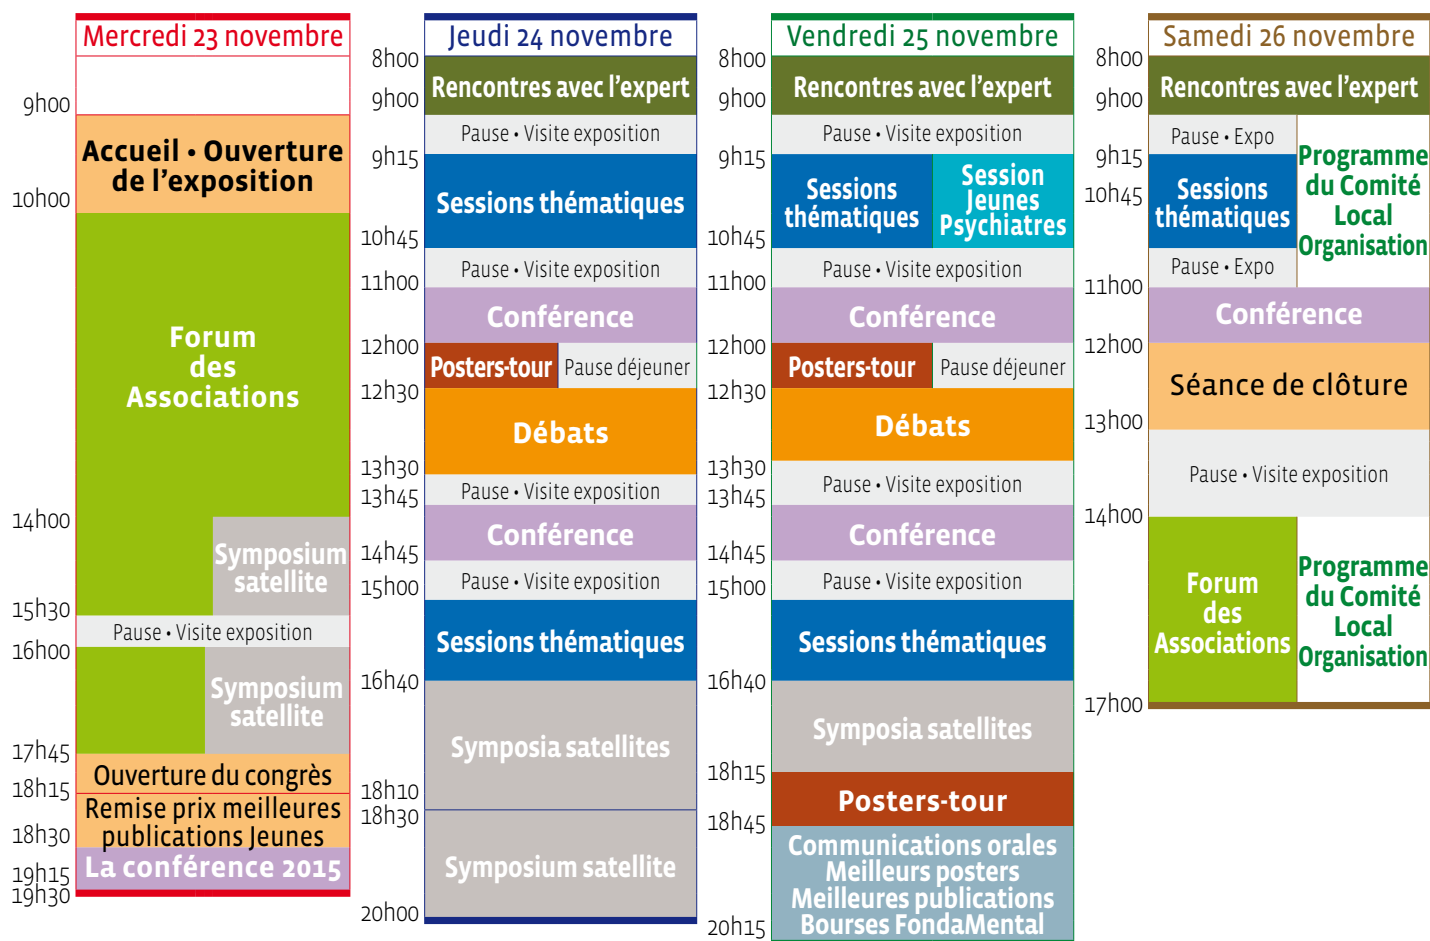 Mercredi 23 novembre
9h00
Accueil • Ouverture
de l'exposition
10h00
Forum
des
Associations
14h00
Symposium
satellite
15h30
Pause • Visite exposition
16h00
Symposium
satellite
17h45
Ouverture du congrès
18h15
Remise prix meilleures
publications Jeunes
18h30
La conférence 2015
19h15
19h30
Jeudi 24 novembre
8h00
Rencontres avec l'expert
9h00
Pause • Visite exposition
9h15
Sessions thématiques
10h45
Pause • Visite exposition
11h00
Conférence
12h00
Posters-tour
Pause déjeuner
12h30
Débats
13h30
Pause • Visite exposition
13h45
Conférence
14h45
Pause • Visite exposition
15h00
Sessions thématiques
16h40
Symposia satellites
18h10
18h30
Symposium satellite
20h00
Vendredi 25 novembre
8h00
Rencontres avec l'expert
9h00
Pause • Visite exposition
9h15
Sessions
thématiques
Session
Jeunes
Psychiatres
10h45
Pause • Visite exposition
11h00
Conférence
12h00
Posters-tour
Pause déjeuner
12h30
Débats
13h30
Pause • Visite exposition
13h45
Conférence
14h45
Pause • Visite exposition
15h00
Sessions thématiques
16h40
Symposia satellites
18h15
Posters-tour
18h45
Communications orales
Meilleurs posters
Meilleures publications
Bourses FondaMental
20h15
Samedi 26 novembre
8h00
Rencontres avec l'expert
9h00
Pause • Expo
9h15
Sessions
thématiques
10h45
Pause • Expo
Programme
du Comité
Local
Organisation
11h00
Conférence
12h00
Séance de clôture
13h00
Pause • Visite exposition
14h00
Forum
des
Associations
Programme
du Comité
Local
Organisation
17h00